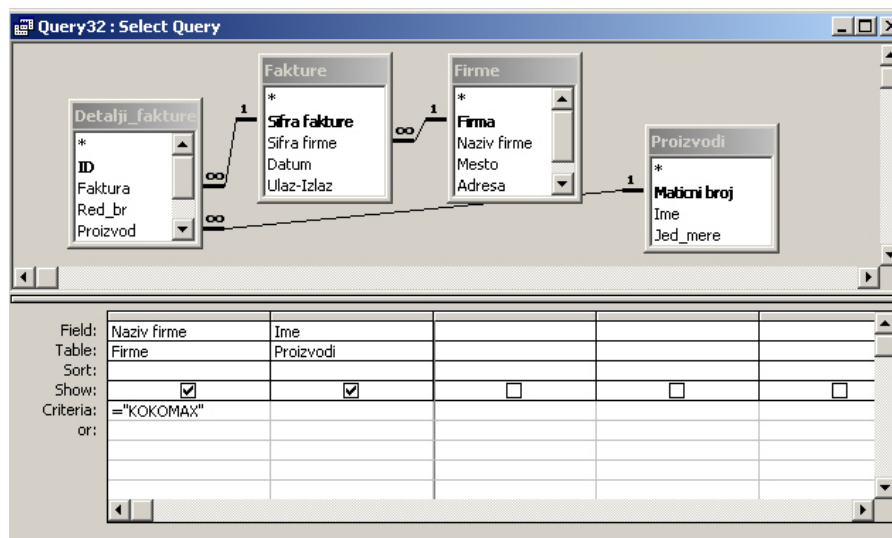 Query32 : Select Query
Detalji_fakture
*
ID
Faktura
Red_br
Proizvod
Fakture
*
Sifra fakture
Sifra firme
Datum
Ulaz-Izlaz
Firme
*
Firma
Naziv firme
Mesto
Adresa
Proizvodi
*
Maticni broj
Ime
Jed_mere
1
∞
1
∞
1
∞
Field: Naziv firme Ime
Table: Firme Proizvodi
Sort:
Show:
Criteria: ="KOKOMAX"
or: